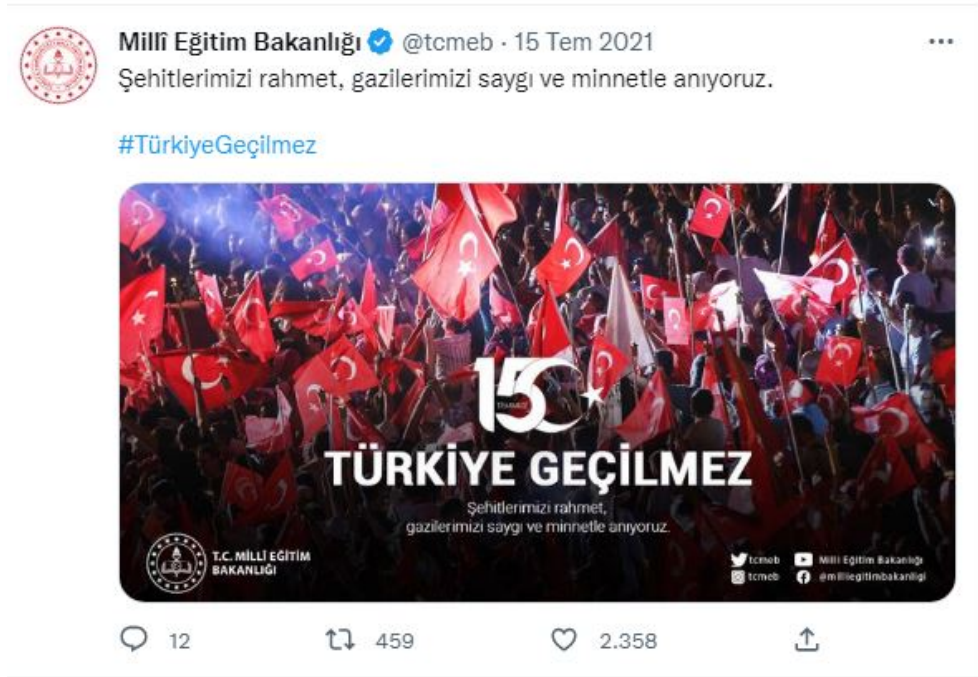 Millî Eğitim Bakanlığı @tcmeb · 15 Tem 2021
Şehitlerimizi rahmet, gazilerimizi saygı ve minnetle anıyoruz.
#TürkiyeGeçilmez
15
TEMMUZ
TÜRKİYE GEÇİLMEZ
Şehitlerimizi rahmet,
gazilerimizi saygı ve minnetle anıyoruz.
T.C. MİLLÎ EĞİTİM
BAKANLIĞI
tcmeb Milli Eğitim Bakanlığı
tcmeb @milliegitimbakanligi
12 459 2.358